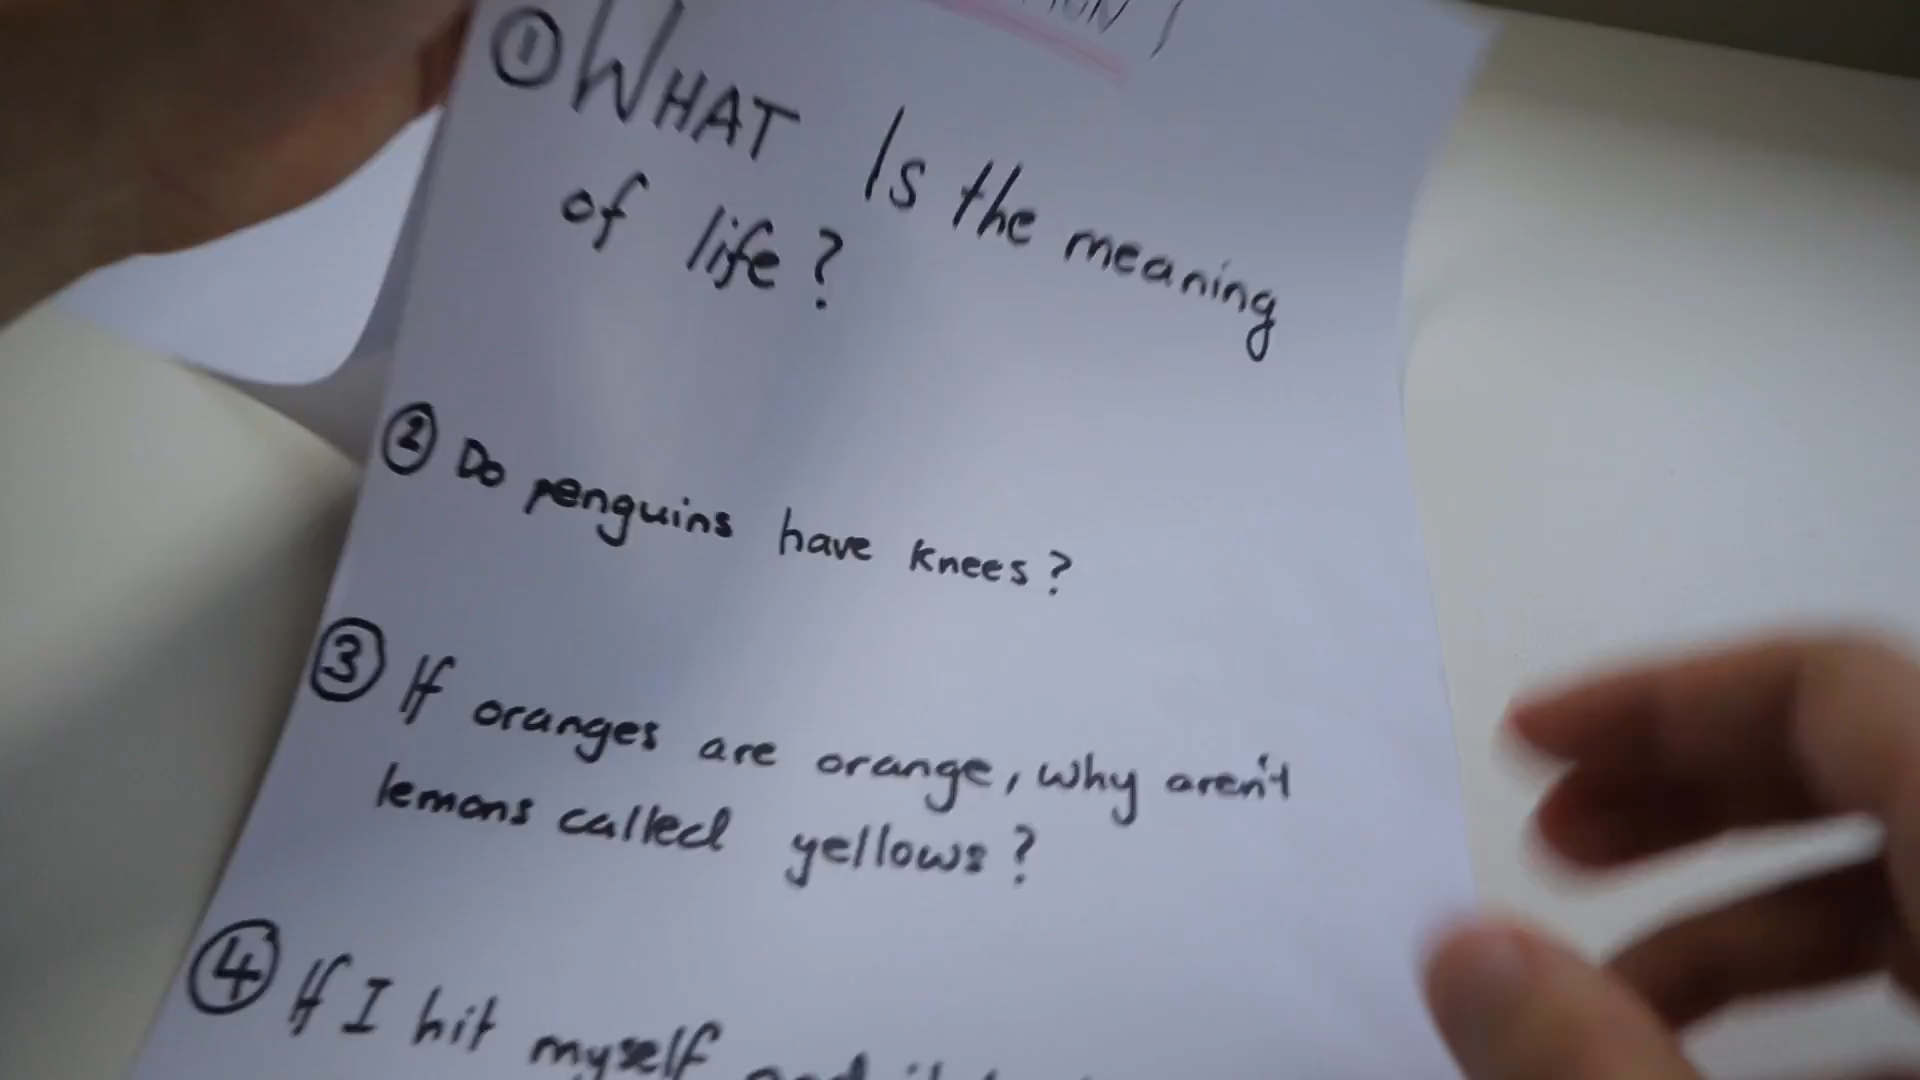 ① WHAT Is the meaning
of life?
② Do penguins have knees?
③ If oranges are orange, why aren't
lemons called yellows?
④ If I hit myself and